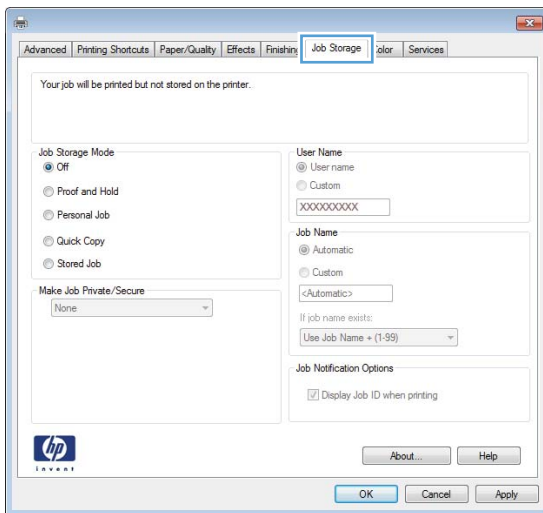 Advanced Printing Shortcuts Paper/Quality Effects Finishing Job Storage Color Services
Your job will be printed but not stored on the printer.
Job Storage Mode
Off
Proof and Hold
Personal Job
Quick Copy
Stored Job
Make Job Private/Secure
None
User Name
User name
Custom
XXXXXXXXX
Job Name
Automatic
Custom
<Automatic>
If job name exists:
Use Job Name + (1-99)
Job Notification Options
Display Job ID when printing
hp
invent
About... Help
OK Cancel Apply